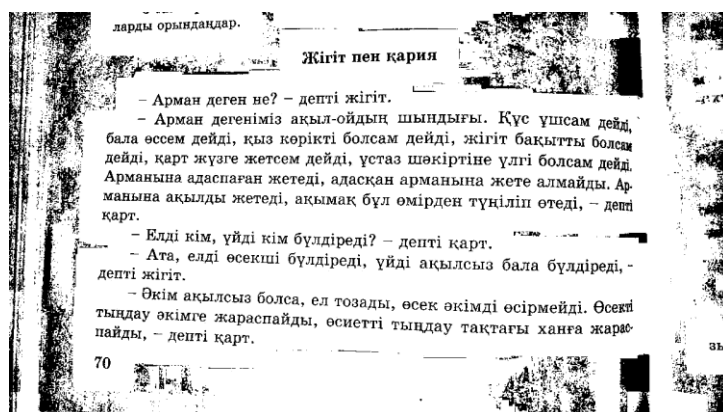 ларды орындаңдар.
Жігіт пен қария
– Арман деген не? – депті жігіт.
– Арман дегеніміз ақыл-ойдың шындығы. Құс ұшсам дейді,
бала өссем дейді, қыз көрікті болсам дейді, жігіт бақытты болсам
дейді, қарт жүзге жетсем дейді, ұстаз шәкіртіне үлгі болсам дейді.
Арманына адаспаған жетеді, адасқан арманына жете алмайды. Ар-
манына ақылды жетеді, ақымақ бұл өмірден түңіліп өтеді, – депті
қарт.
– Елді кім, үйді кім бүлдіреді? – депті қарт.
– Ата, елді өсекші бүлдіреді, үйді ақылсыз бала бүлдіреді, -
депті жігіт.
– Әкім ақылсыз болса, ел тозады, өсек әкімді өсірмейді. Өсекті
тыңдау әкімге жараспайды, өсиетті тыңдау тақтағы ханға жарас-
пайды, – депті қарт.
70
зы